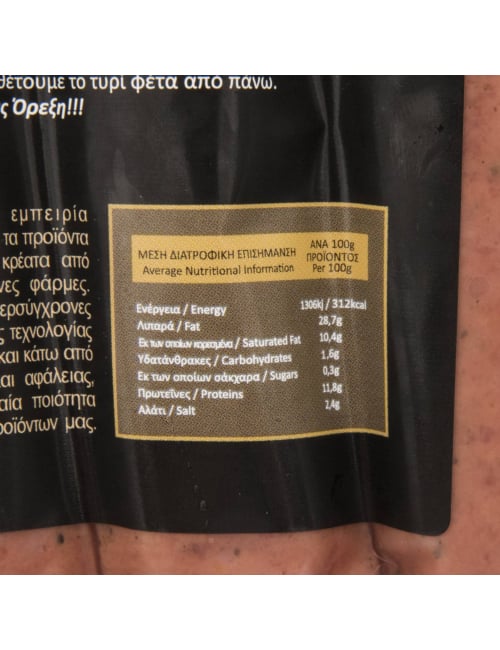 θέτουμε το τυρί φέτα από πάνω.
ς Όρεξη!!!
εμπειρία
τα προϊόντα
κρέατα από
νες φάρμες.
ερσύγχρονες
ς τεχνολογίας
και κάτω από
αι αφάλειας,
αία ποιότητα
ροϊόντων μας.
ΜΕΣΗ ΔΙΑΤΡΟΦΙΚΗ ΕΠΙΣΗΜΑΝΣΗ
Average Nutritional Information
ΑΝΑ 100g
ΠΡΟΪΟΝΤΟΣ
Per 100g
Ενέργεια / Energy 1306kj / 312kcal
Λιπαρά / Fat 28,7g
Εκ των οποίων κορεσμένα / Saturated Fat 10,4g
Υδατάνθρακες / Carbohydrates 1,6g
Εκ των οποίων σάκχαρα / Sugars 0,3g
Πρωτεΐνες / Proteins 11,8g
Αλάτι / Salt 2,4g